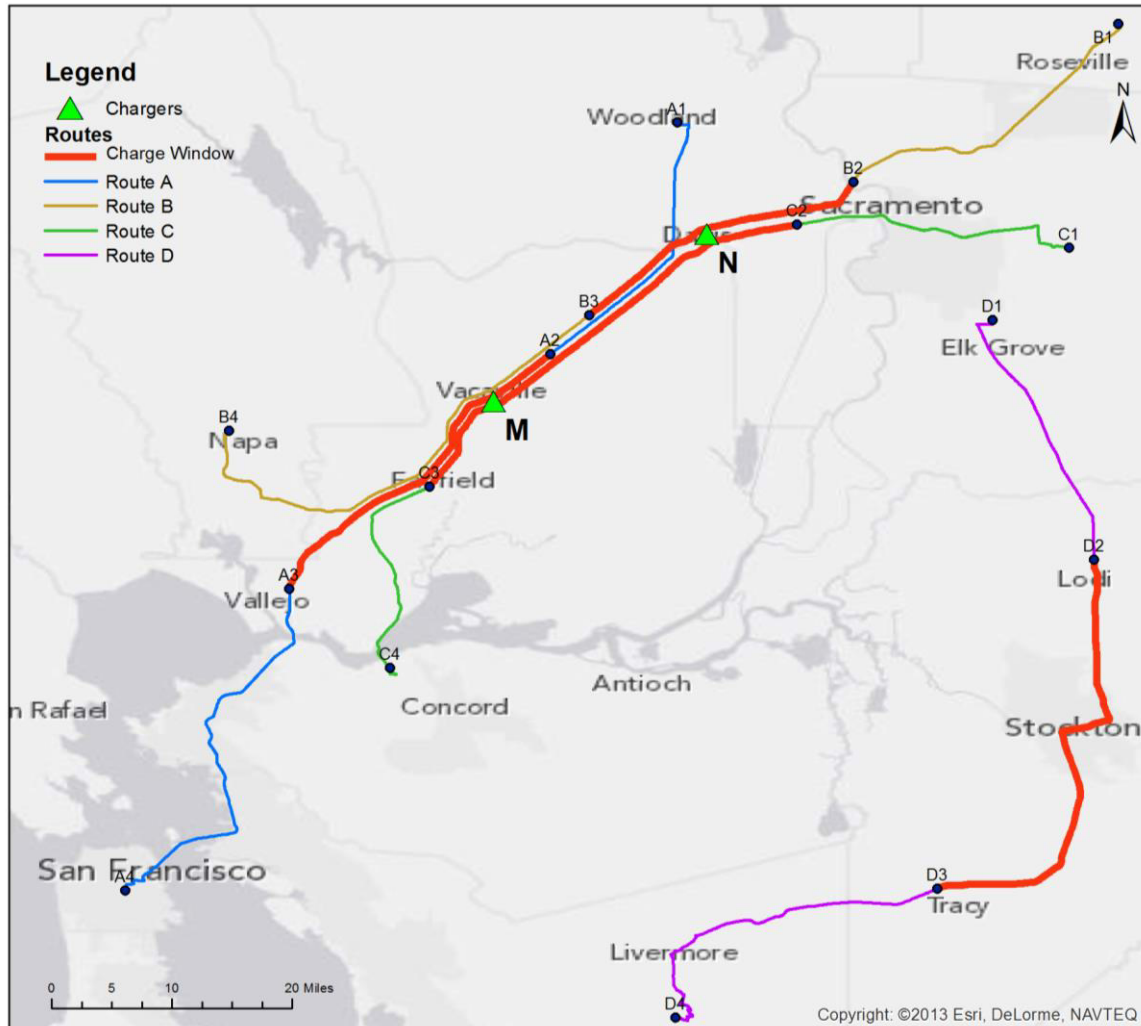 B1
Roseville
N
Legend
Chargers
Routes
Charge Window
Route A
Route B
Route C
Route D
A1
Woodland
B2
Sacramento
C2
C1
N
D1
Elk Grove
B3
A2
M
B4
Napa
C3
D2
Lodi
A3
Vallejo
C4
Concord
Antioch
n Rafael
Stockton
San Francisco
A4
D3
Tracy
Livermore
D4
0 5 10 20 Miles
Copyright: ©2013 Esri, DeLorme, NAVTEQ